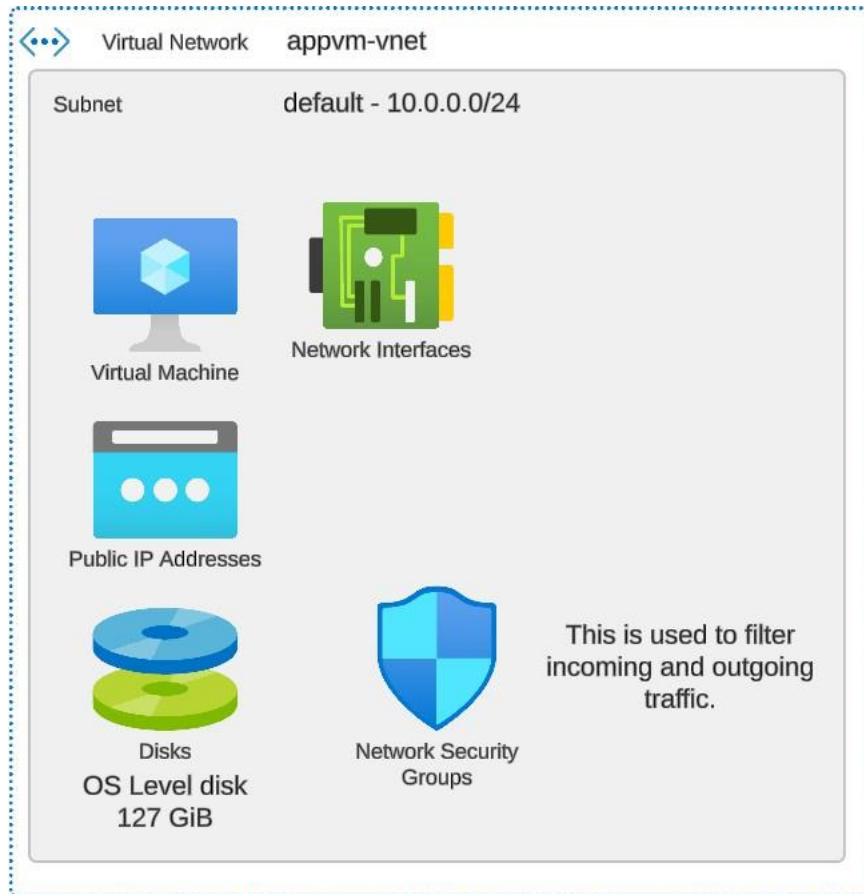 Virtual Network appvm-vnet
Subnet default - 10.0.0.0/24
Virtual Machine
Network Interfaces
Public IP Addresses
Disks
OS Level disk
127 GiB
Network Security
Groups
This is used to filter
incoming and outgoing
traffic.